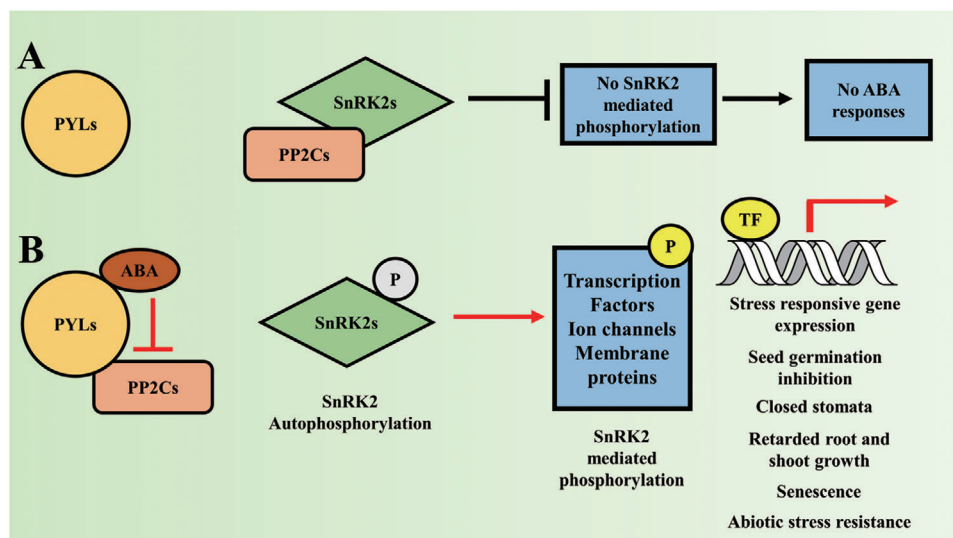 A
PYLs
SnRK2s
PP2Cs
No SnRK2
mediated
phosphorylation
No ABA
responses
B
ABA
PYLs
PP2Cs
P
SnRK2s
SnRK2
Autophosphorylation
P
Transcription
Factors
Ion channels
Membrane
proteins
SnRK2
mediated
phosphorylation
TF
Stress responsive gene
expression
Seed germination
inhibition
Closed stomata
Retarded root and
shoot growth
Senescence
Abiotic stress resistance